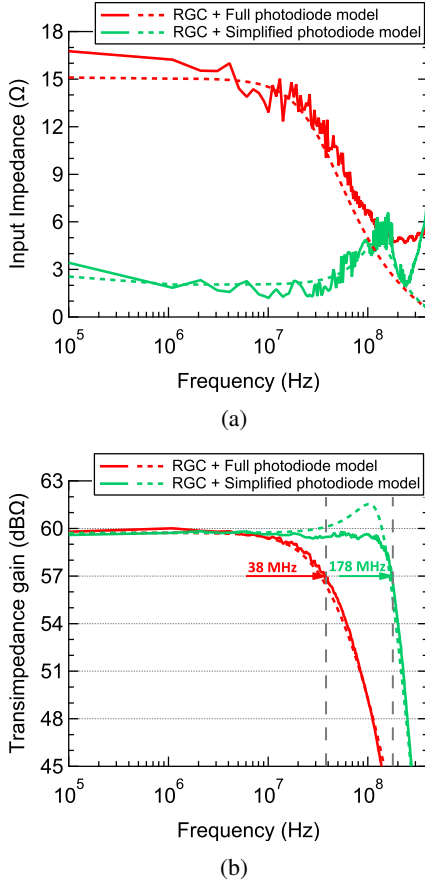 RGC + Full photodiode model
RGC + Simplified photodiode model
18
15
12
9
6
3
0
Input Impedance (Ω)
10^5 10^6 10^7 10^8
Frequency (Hz)
(a)
RGC + Full photodiode model
RGC + Simplified photodiode model
63
60
57
54
51
48
45
Transimpedance gain (dBΩ)
38 MHz 178 MHz
10^5 10^6 10^7 10^8
Frequency (Hz)
(b)